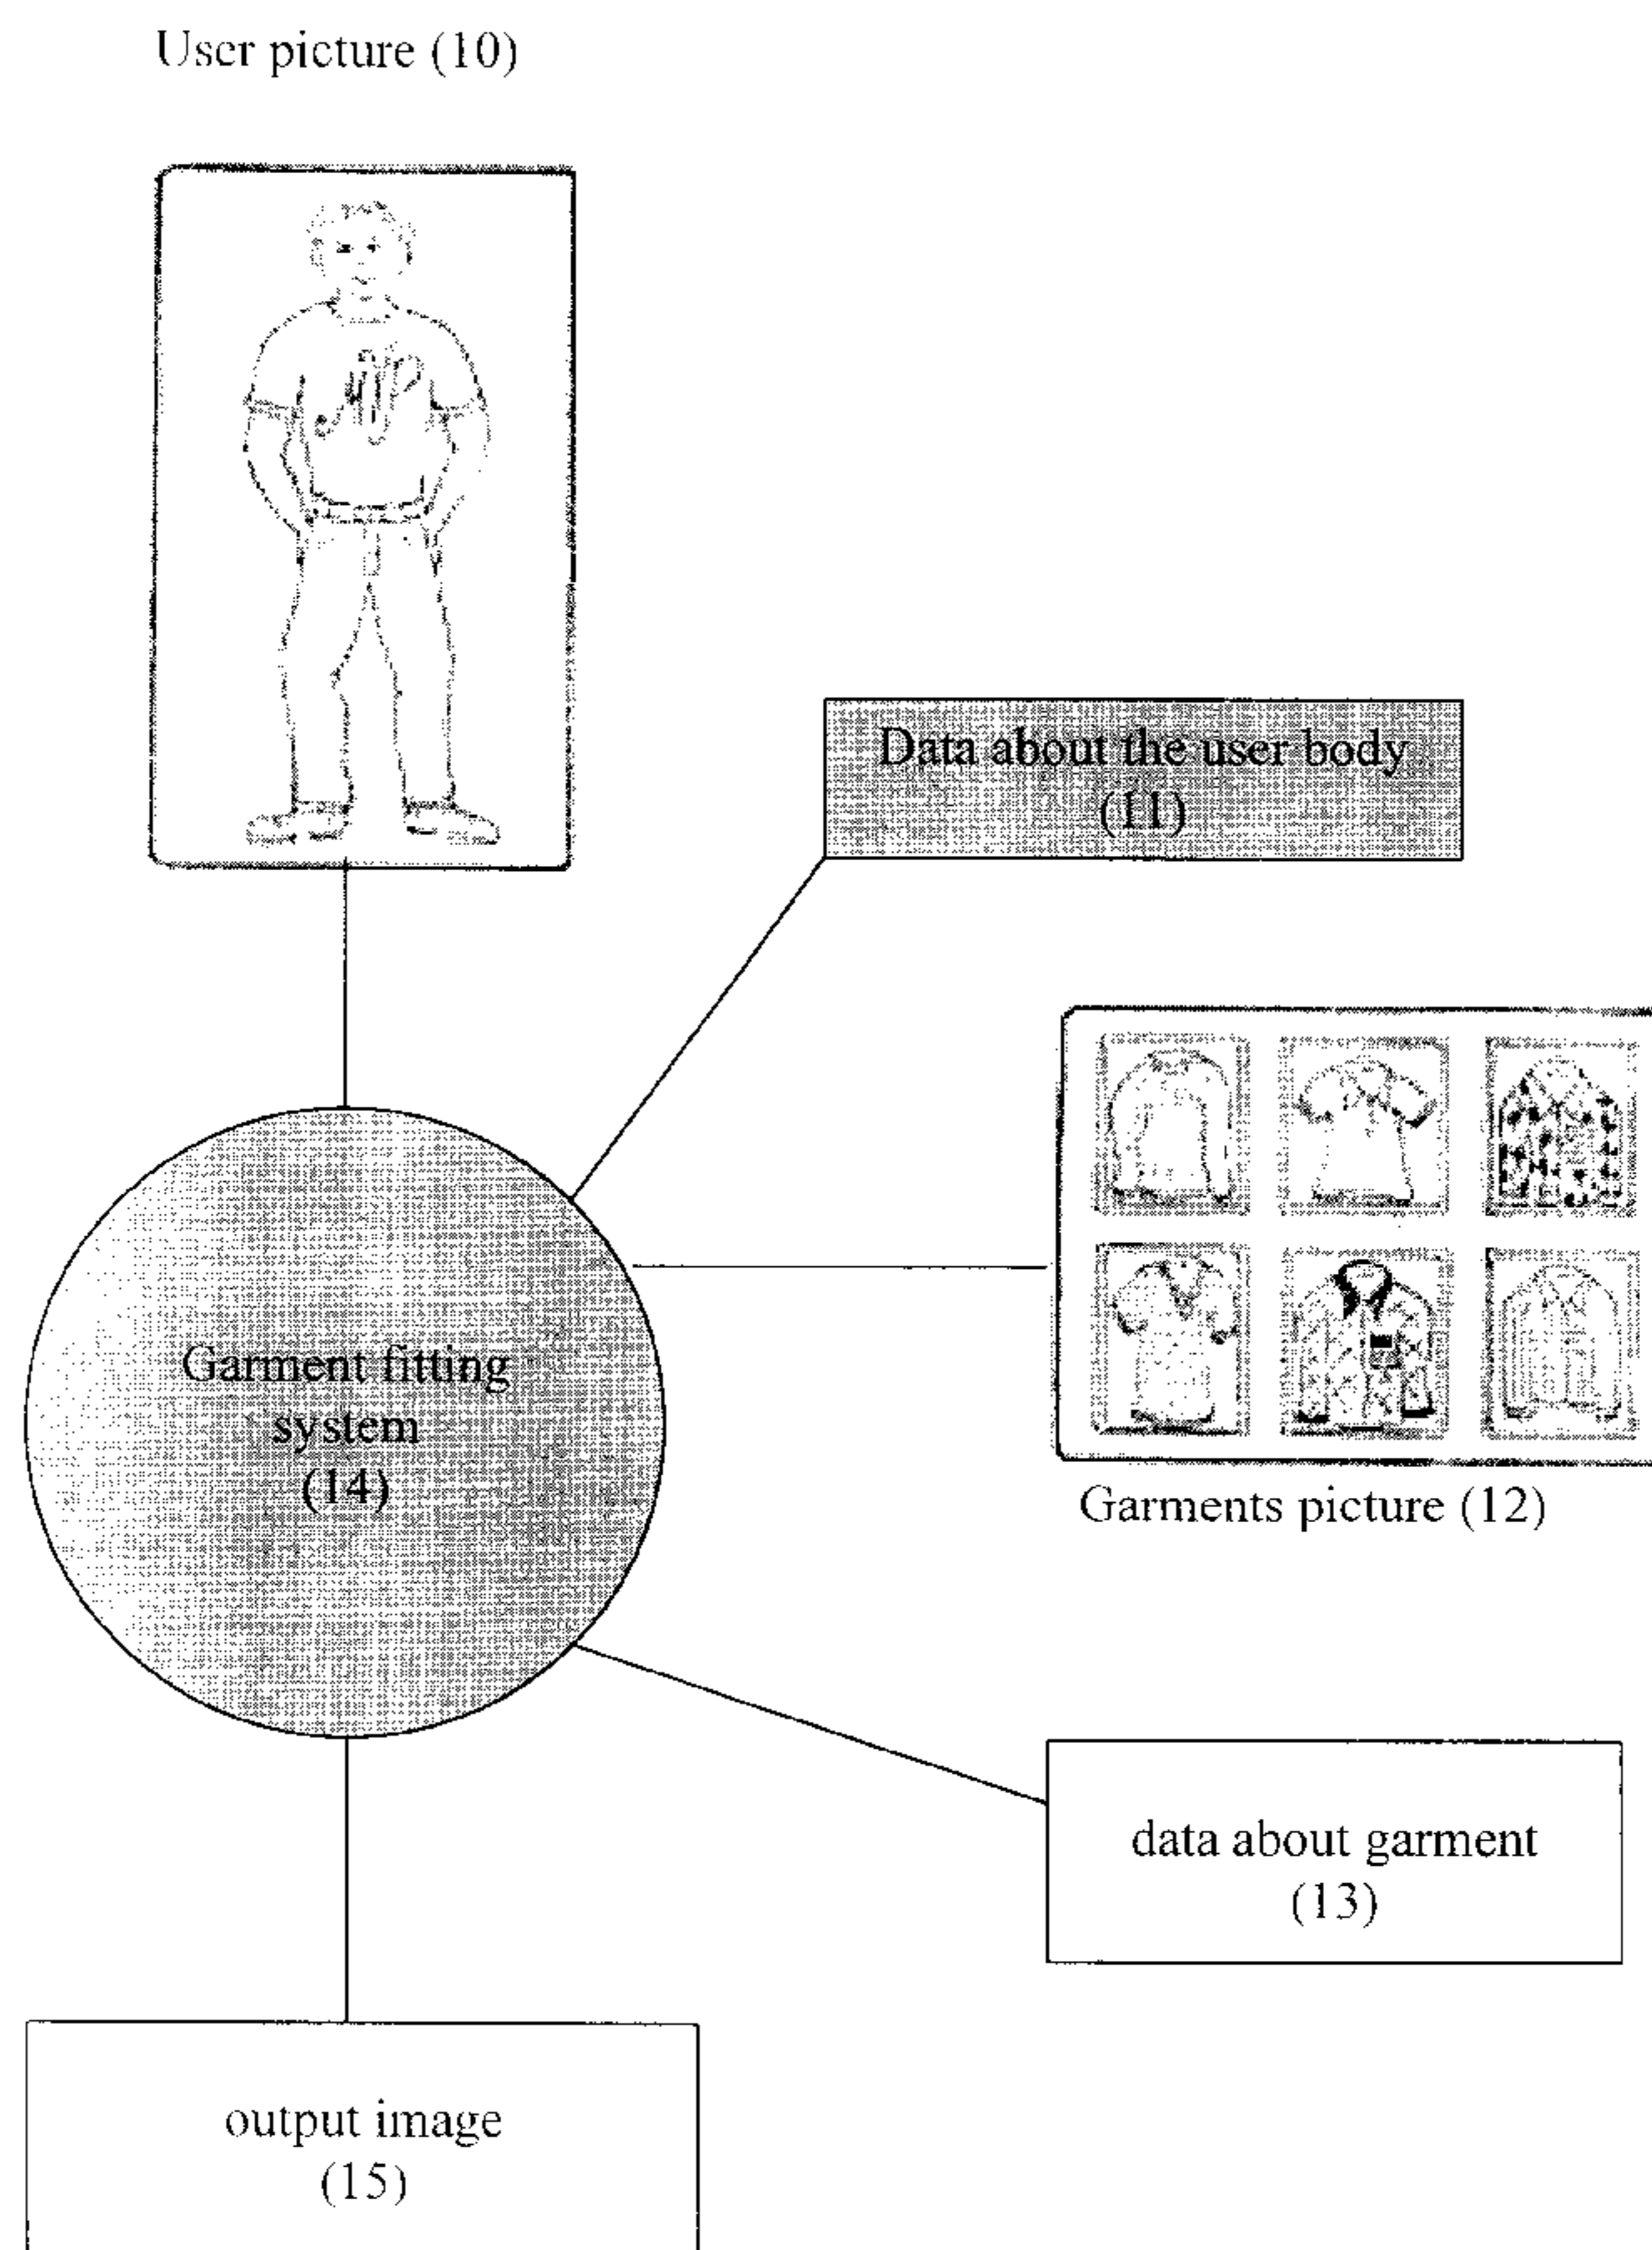 User picture (10)
Data about the user body
(11)
Garment fitting
system
(14)
Garments picture (12)
data about garment
(13)
output image
(15)